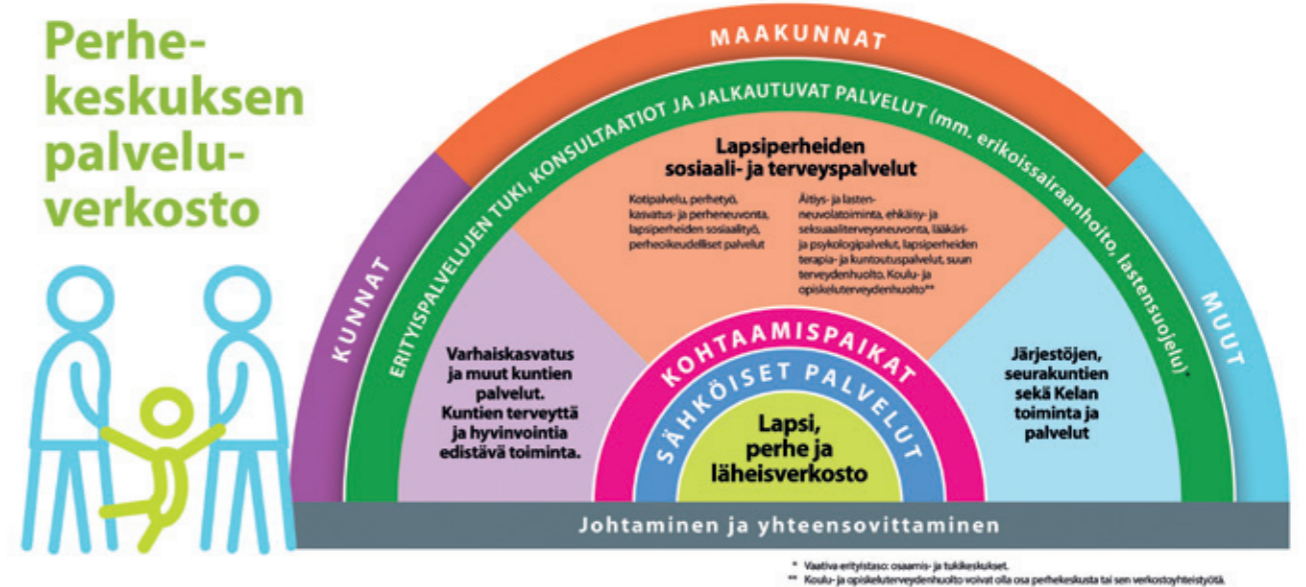 Perhe-
keskuksen
palvelu-
verkosto
MAAKUNNAT
KUNNAT
MUUT
ERITYISPALVELUJEN TUKI, KONSULTAATIOT JA JALKAUTUVAT PALVELUT (mm. erikoissairaanhoito, lastensuojelu)*
Lapsiperheiden
sosiaali- ja terveyspalvelut
Kotipalvelu, perhetyö,
kasvatus- ja perheneuvonta,
lapsiperheiden sosiaalityö,
perheoikeudelliset palvelut
Äitiys- ja lasten-
neuvolatoiminta, ehkäisy- ja
seksuaaliterveysneuvonta, lääkäri-
ja psykologipalvelut, lapsiperheiden
terapia- ja kuntoutuspalvelut, suun
terveydenhuolto. Koulu- ja
opiskeluterveydenhuolto**
Varhaiskasvatus
ja muut kuntien
palvelut.
Kuntien terveyttä
ja hyvinvointia
edistävä toiminta.
Järjestöjen,
seurakuntien
sekä Kelan
toiminta ja
palvelut
KOHTAAMISPAIKAT
SÄHKÖISET PALVELUT
Lapsi,
perhe ja
läheisverkosto
Johtaminen ja yhteensovittaminen
* Vaativa erityistaso: osaamis- ja tukikeskukset.
** Koulu- ja opiskeluterveydenhuolto voivat olla osa perhekeskusta tai sen verkostoyhteistyötä.